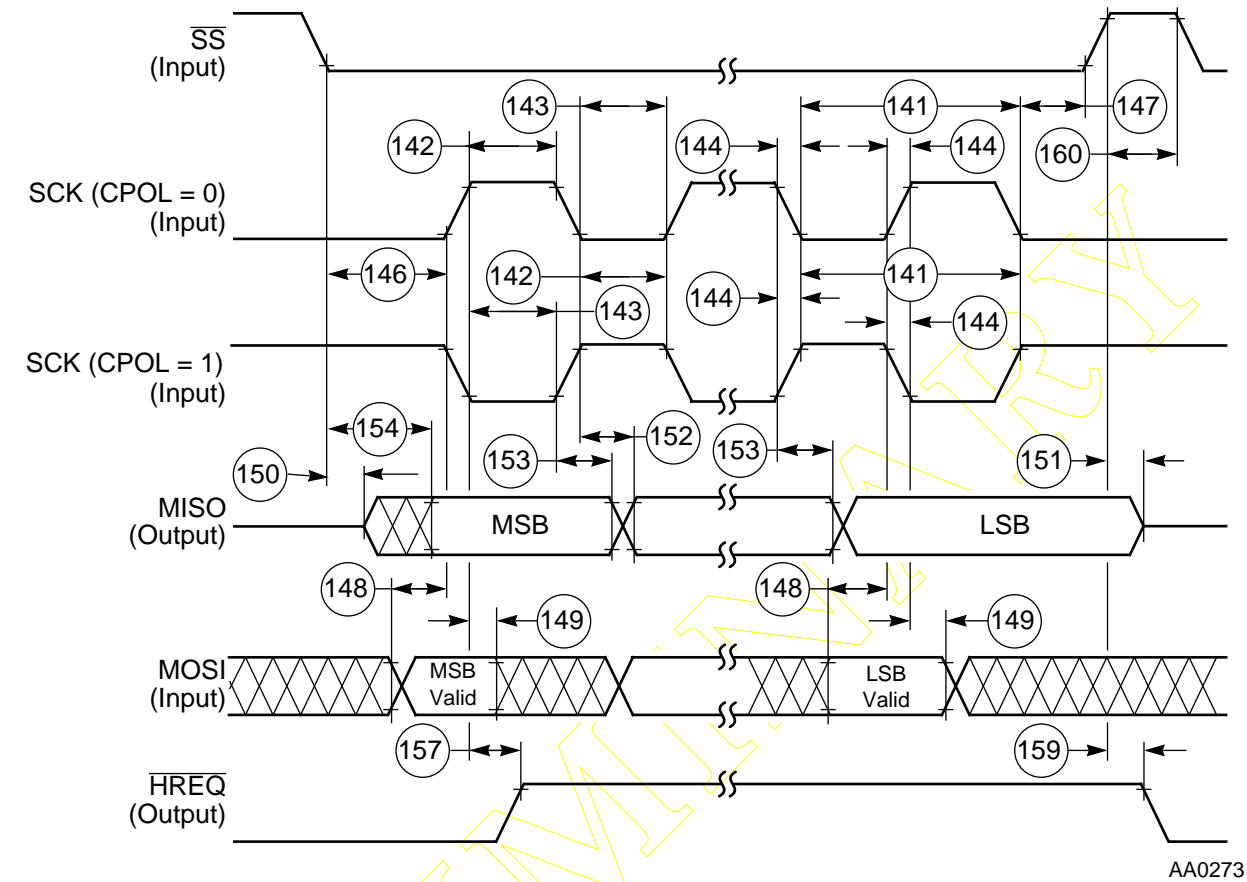 SS
(Input)
143
141
147
142
144
144
160
SCK (CPOL = 0)
(Input)
146
142
141
144
143
144
SCK (CPOL = 1)
(Input)
154
152
153
153
150
151
MISO
(Output)
MSB
LSB
148
148
149
149
MOSI
(Input)
MSB
Valid
LSB
Valid
157
159
HREQ
(Output)
AA0273